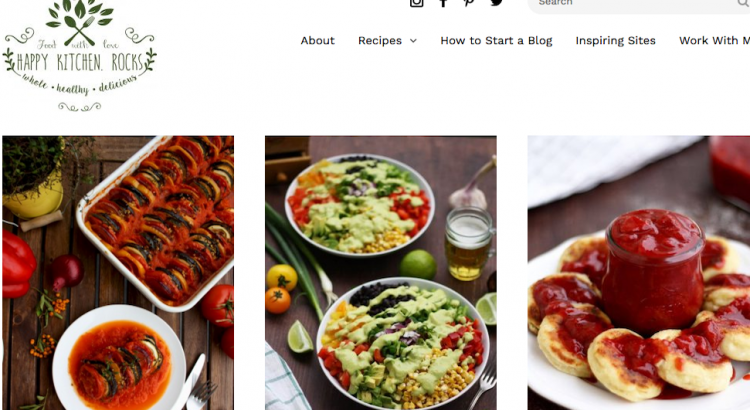 Search
About Recipes How to Start a Blog Inspiring Sites Work With M
Food with love
HAPPY KITCHEN. ROCKS
whole • healthy • delicious